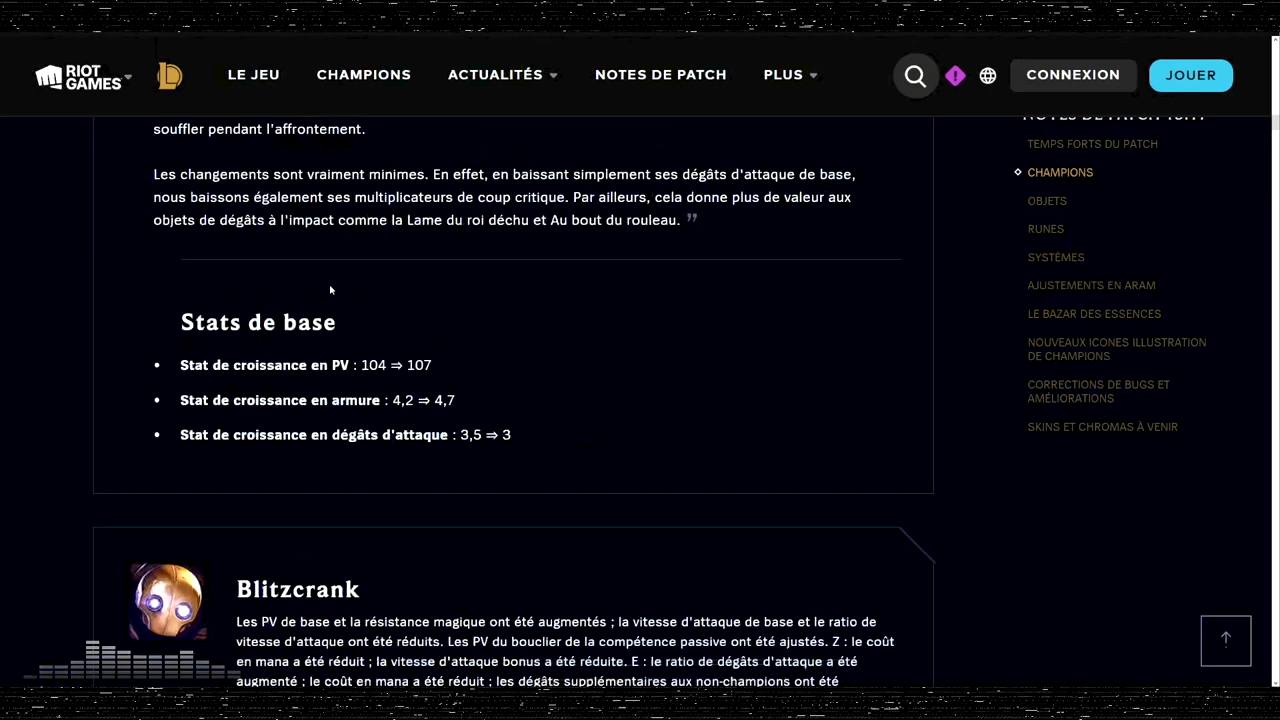 RIOT GAMES
LE JEU
CHAMPIONS
ACTUALITÉS
NOTES DE PATCH
PLUS
CONNEXION
JOUER
souffler pendant l'affrontement.
Les changements sont vraiment minimes. En effet, en baissant simplement ses dégâts d'attaque de base,
nous baissons également ses multiplicateurs de coup critique. Par ailleurs, cela donne plus de valeur aux
objets de dégâts à l'impact comme la Lame du roi déchu et Au bout du rouleau. ”
Stats de base
• Stat de croissance en PV : 104 ⇒ 107
• Stat de croissance en armure : 4,2 ⇒ 4,7
• Stat de croissance en dégâts d'attaque : 3,5 ⇒ 3
Blitzcrank
Les PV de base et la résistance magique ont été augmentés ; la vitesse d'attaque de base et le ratio de
vitesse d'attaque ont été réduits. Les PV du bouclier de la compétence passive ont été ajustés. Z : le coût
en mana a été réduit ; la vitesse d'attaque a été réduite. E : le ratio de dégâts d'attaque a été
augmenté ; le coût en mana a été réduit ; les dégâts supplémentaires aux non-champions ont été
NOTES DE PATCH
TEMPS FORTS DU PATCH
CHAMPIONS
OBJETS
RUNES
SYSTÈMES
AJUSTEMENTS EN ARAM
LE BAZAR DES ESSENCES
NOUVEAUX ICONES ILLUSTRATION
DE CHAMPIONS
CORRECTIONS DE BUGS ET
AMÉLIORATIONS
SKINS ET CHROMAS À VENIR